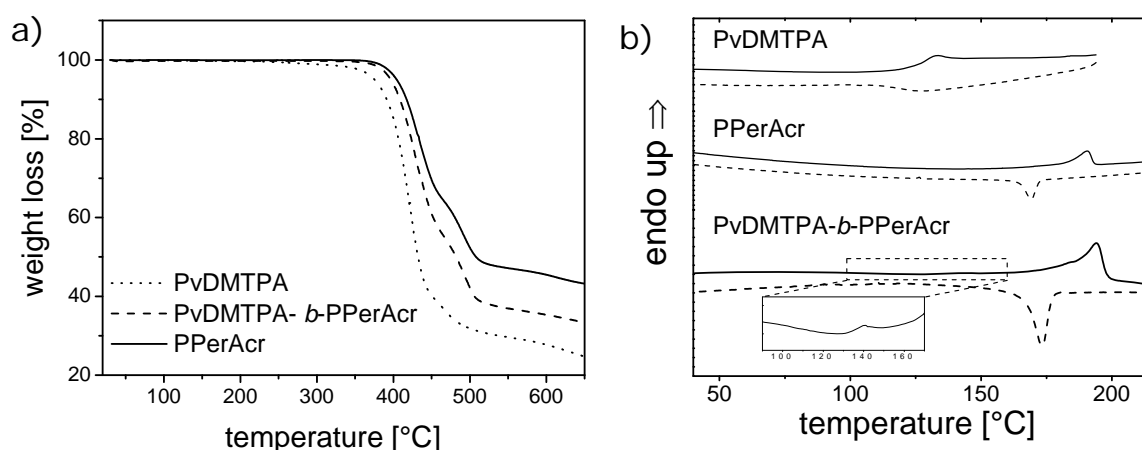 a)
100
80
60
40
20
weight loss [%]
PvDMTPA
PvDMTPA- b-PPerAcr
PPerAcr
100 200 300 400 500 600
temperature [°C]
b)
endo up ⇒
PvDMTPA
PPerAcr
PvDMTPA-b-PPerAcr
100 120 140 160
50 100 150 200
temperature [°C]